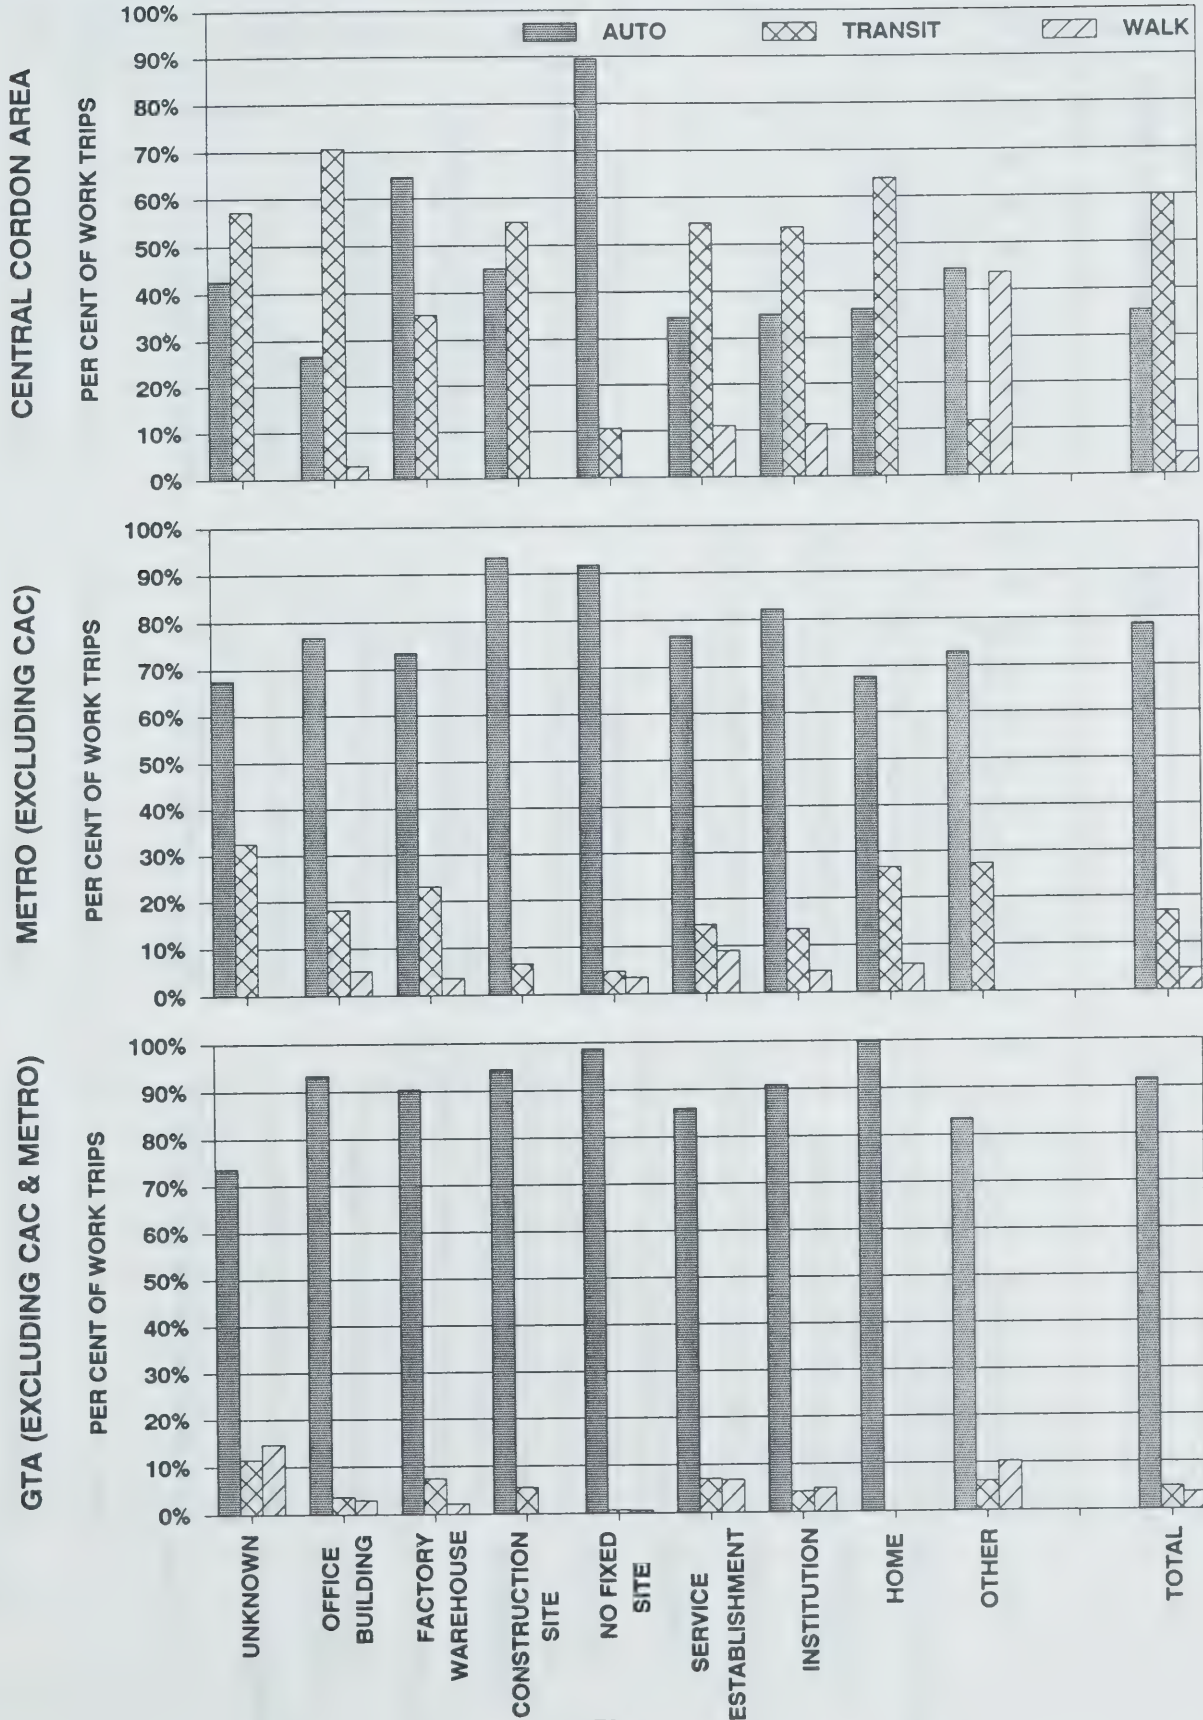 CENTRAL CORDON AREA
PER CENT OF WORK TRIPS
AUTO
TRANSIT
WALK
100%
90%
80%
70%
60%
50%
40%
30%
20%
10%
0%
METRO (EXCLUDING CAC)
PER CENT OF WORK TRIPS
100%
90%
80%
70%
60%
50%
40%
30%
20%
10%
0%
GTA (EXCLUDING CAC & METRO)
PER CENT OF WORK TRIPS
100%
90%
80%
70%
60%
50%
40%
30%
20%
10%
0%
UNKNOWN
OFFICE
BUILDING
FACTORY
WAREHOUSE
CONSTRUCTION
SITE
NO FIXED
SITE
SERVICE
ESTABLISHMENT
INSTITUTION
HOME
OTHER
TOTAL